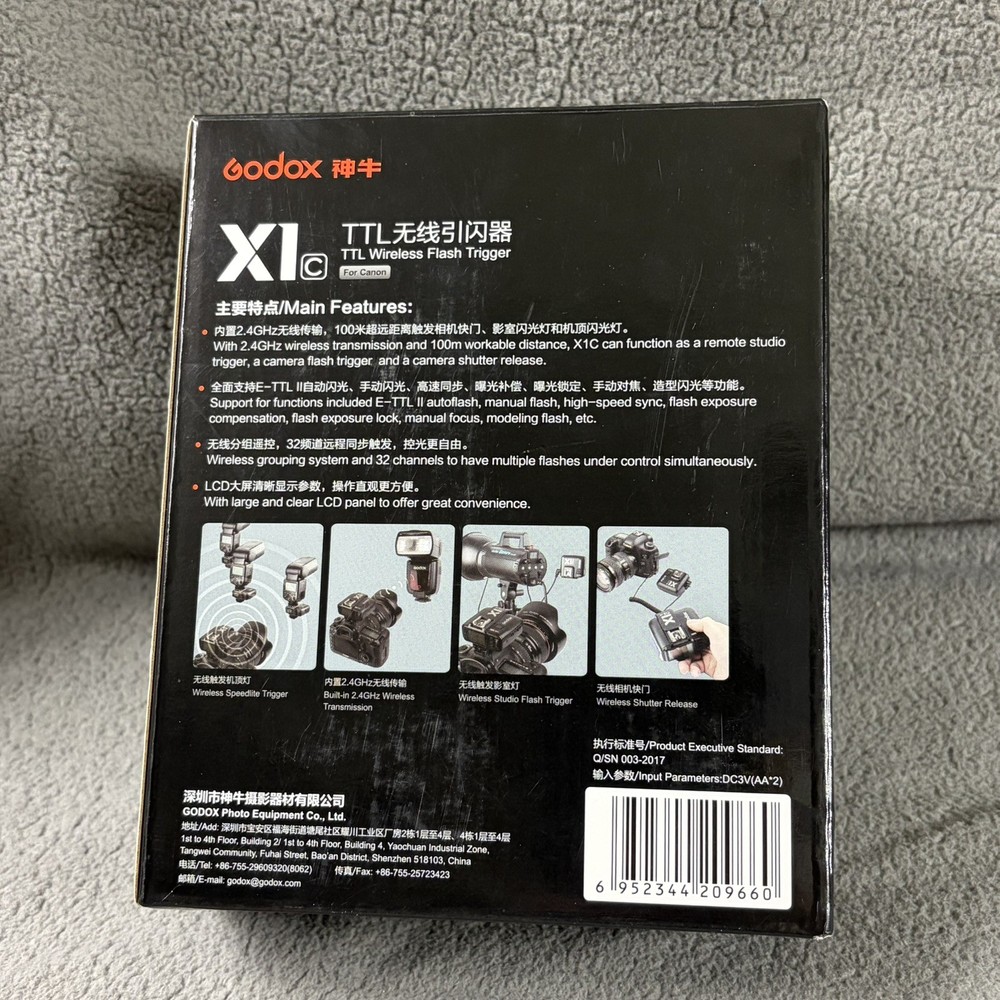 Godox 神牛
X1C
TTL无线引闪器
TTL Wireless Flash Trigger
For Canon
主要特点/Main Features:
• 内置2.4GHz无线传输，100米超远距离触发相机快门、影室闪光灯和机顶闪光灯。
With 2.4GHz wireless transmission and 100m workable distance, X1C can function as a remote studio
trigger, a camera flash trigger and a camera shutter release.
• 全面支持E-TTL II自动闪光、手动闪光、高速同步、曝光补偿、曝光锁定、手动对焦、造型闪光等功能。
Support for functions included E-TTL II autoflash, manual flash, high-speed sync, flash exposure
compensation, flash exposure lock, manual focus, modeling flash, etc.
• 无线分组遥控，32频道远程同步触发，控光更自由。
Wireless grouping system and 32 channels to have multiple flashes under control simultaneously.
• LCD大屏清晰显示参数，操作直观更方便。
With large and clear LCD panel to offer great convenience.
无线触发机顶灯
Wireless Speedlite Trigger
内置2.4GHz无线传输
Built-in 2.4GHz Wireless
Transmission
无线触发影室灯
Wireless Studio Flash Trigger
无线相机快门
Wireless Shutter Release
执行标准号/Product Executive Standard:
Q/SN 003-2017
输入参数/Input Parameters:DC3V(AA*2)
深圳市神牛摄影器材有限公司
GODOX Photo Equipment Co., Ltd.
地址/Add: 深圳市宝安区福海街道塘尾社区耀川工业区厂房2栋1层至4层、4栋1层至4层
1st to 4th Floor, Building 2/ 1st to 4th Floor, Building 4, Yaochuan Industrial Zone,
Tangwei Community, Fuhai Street, Bao'an District, Shenzhen 518103, China
电话/Tel: +86-755-29609320(8062) 传真/Fax: +86-755-25723423
邮箱/E-mail: godox@godox.com
6 952344 209660